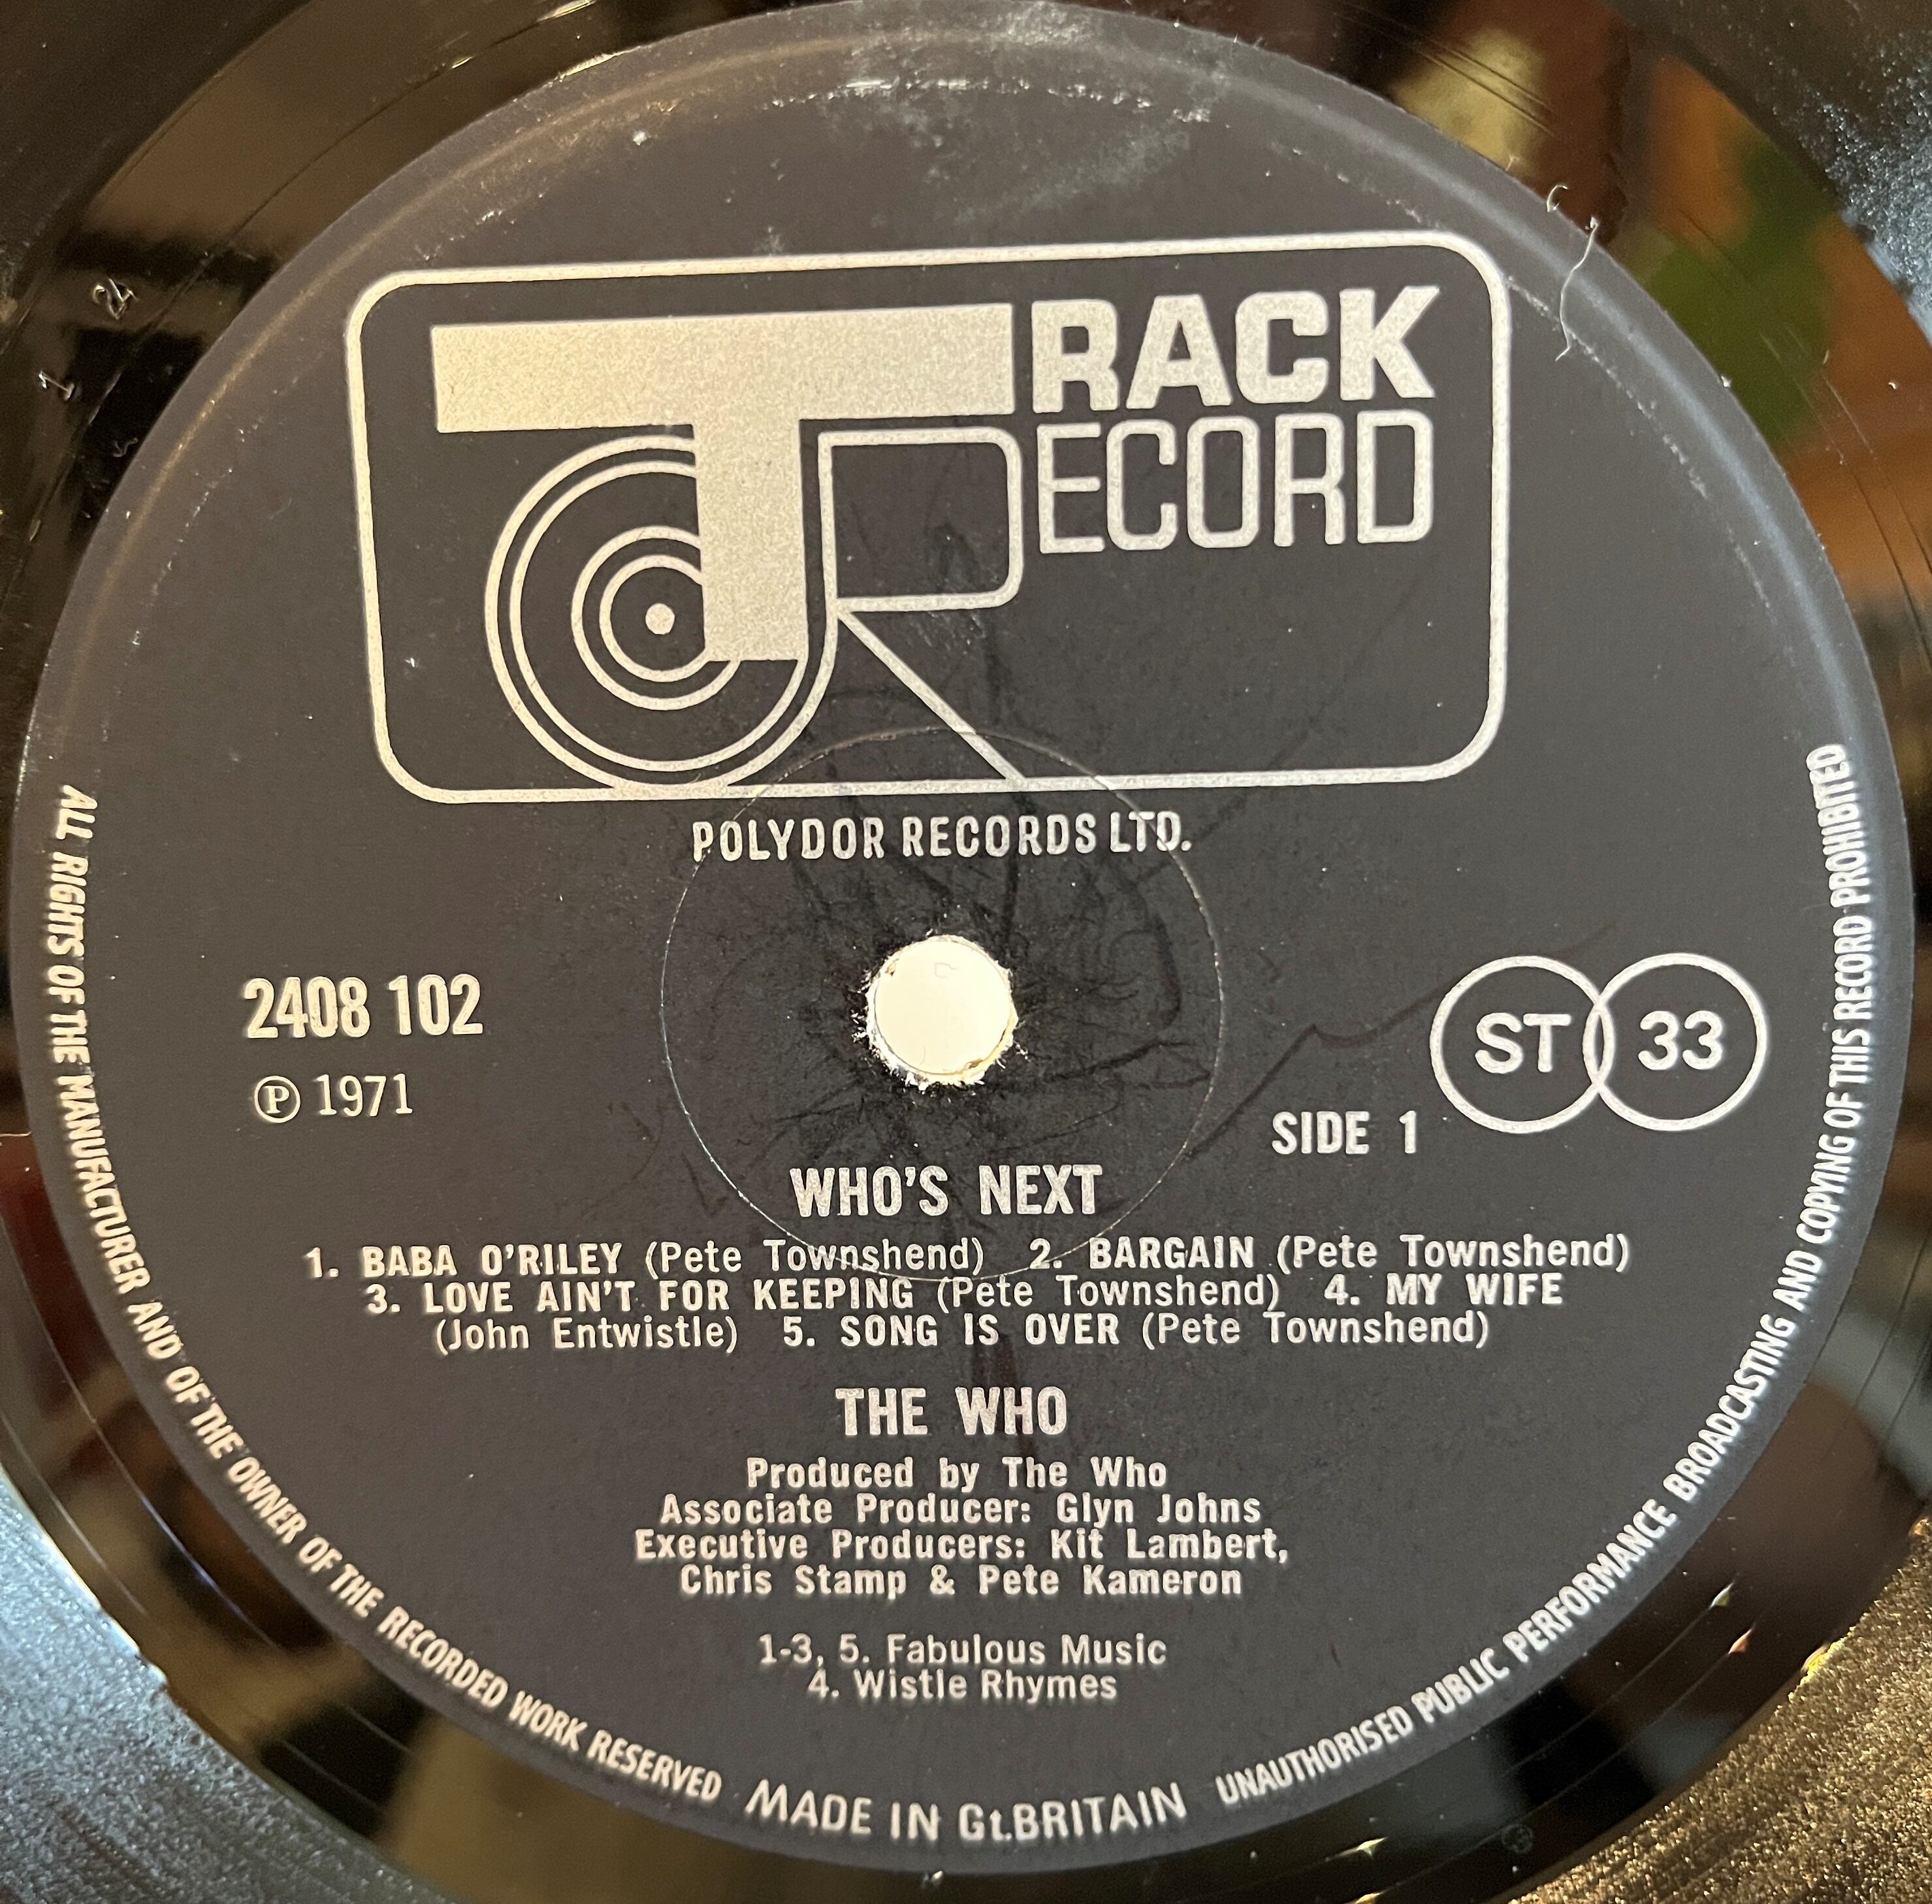 TRACK
RECORD
POLYDOR RECORDS LTD.
2408 102
℗ 1971
ST 33
SIDE 1
WHO'S NEXT
1. BABA O'RILEY (Pete Townshend) 2. BARGAIN (Pete Townshend)
3. LOVE AIN'T FOR KEEPING (Pete Townshend) 4. MY WIFE
(John Entwistle) 5. SONG IS OVER (Pete Townshend)
THE WHO
Produced by The Who
Associate Producer: Glyn Johns
Executive Producers: Kit Lambert,
Chris Stamp & Pete Kameron
1-3, 5. Fabulous Music
4. Wistle Rhymes
ALL RIGHTS OF THE MANUFACTURER AND OF THE OWNER OF THE RECORDED WORK RESERVED
MADE IN Gt.BRITAIN
UNAUTHORISED PUBLIC PERFORMANCE BROADCASTING AND COPYING OF THIS RECORD PROHIBITED
1 2